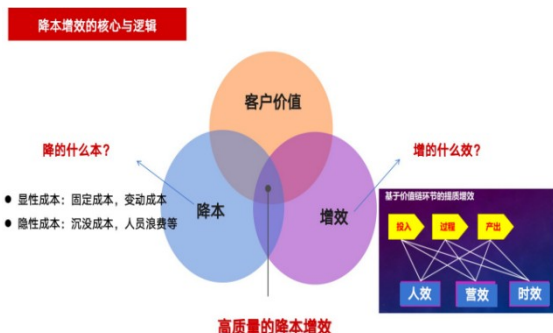 降本增效的核心与逻辑
客户价值
降的什么本？
增的什么效？
● 显性成本：固定成本，变动成本
● 隐性成本：沉没成本，人员浪费等
降本
增效
基于价值链环节的提质增效
投入
过程
产出
人效
营效
时效
高质量的降本增效